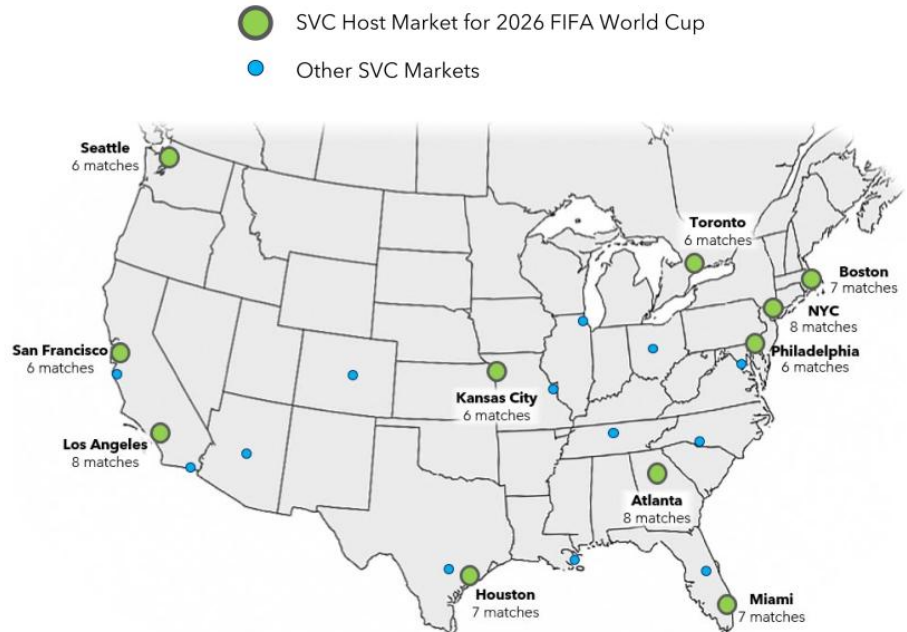 SVC Host Market for 2026 FIFA World Cup
Other SVC Markets
Seattle
6 matches
Toronto
6 matches
Boston
7 matches
NYC
8 matches
San Francisco
6 matches
Philadelphia
6 matches
Kansas City
6 matches
Los Angeles
8 matches
Atlanta
8 matches
Houston
7 matches
Miami
7 matches